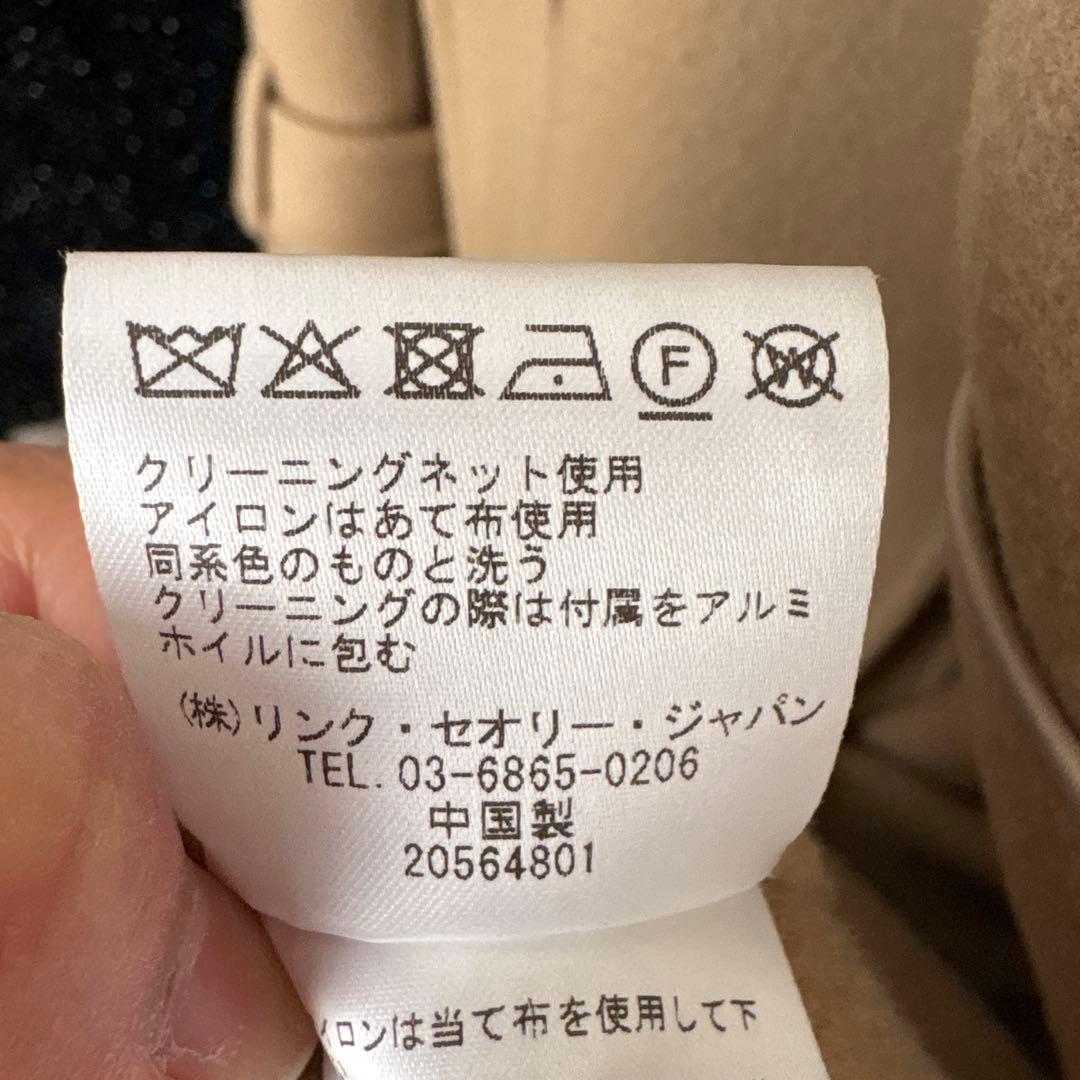 F W
クリーニングネット使用
アイロンはあて布使用
同系色のものと洗う
クリーニングの際は付属をアルミ
ホイルに包む
(株)リンク・セオリー・ジャパン
TEL. 03-6865-0206
中国製
20564801
イロンは当て布を使用して下